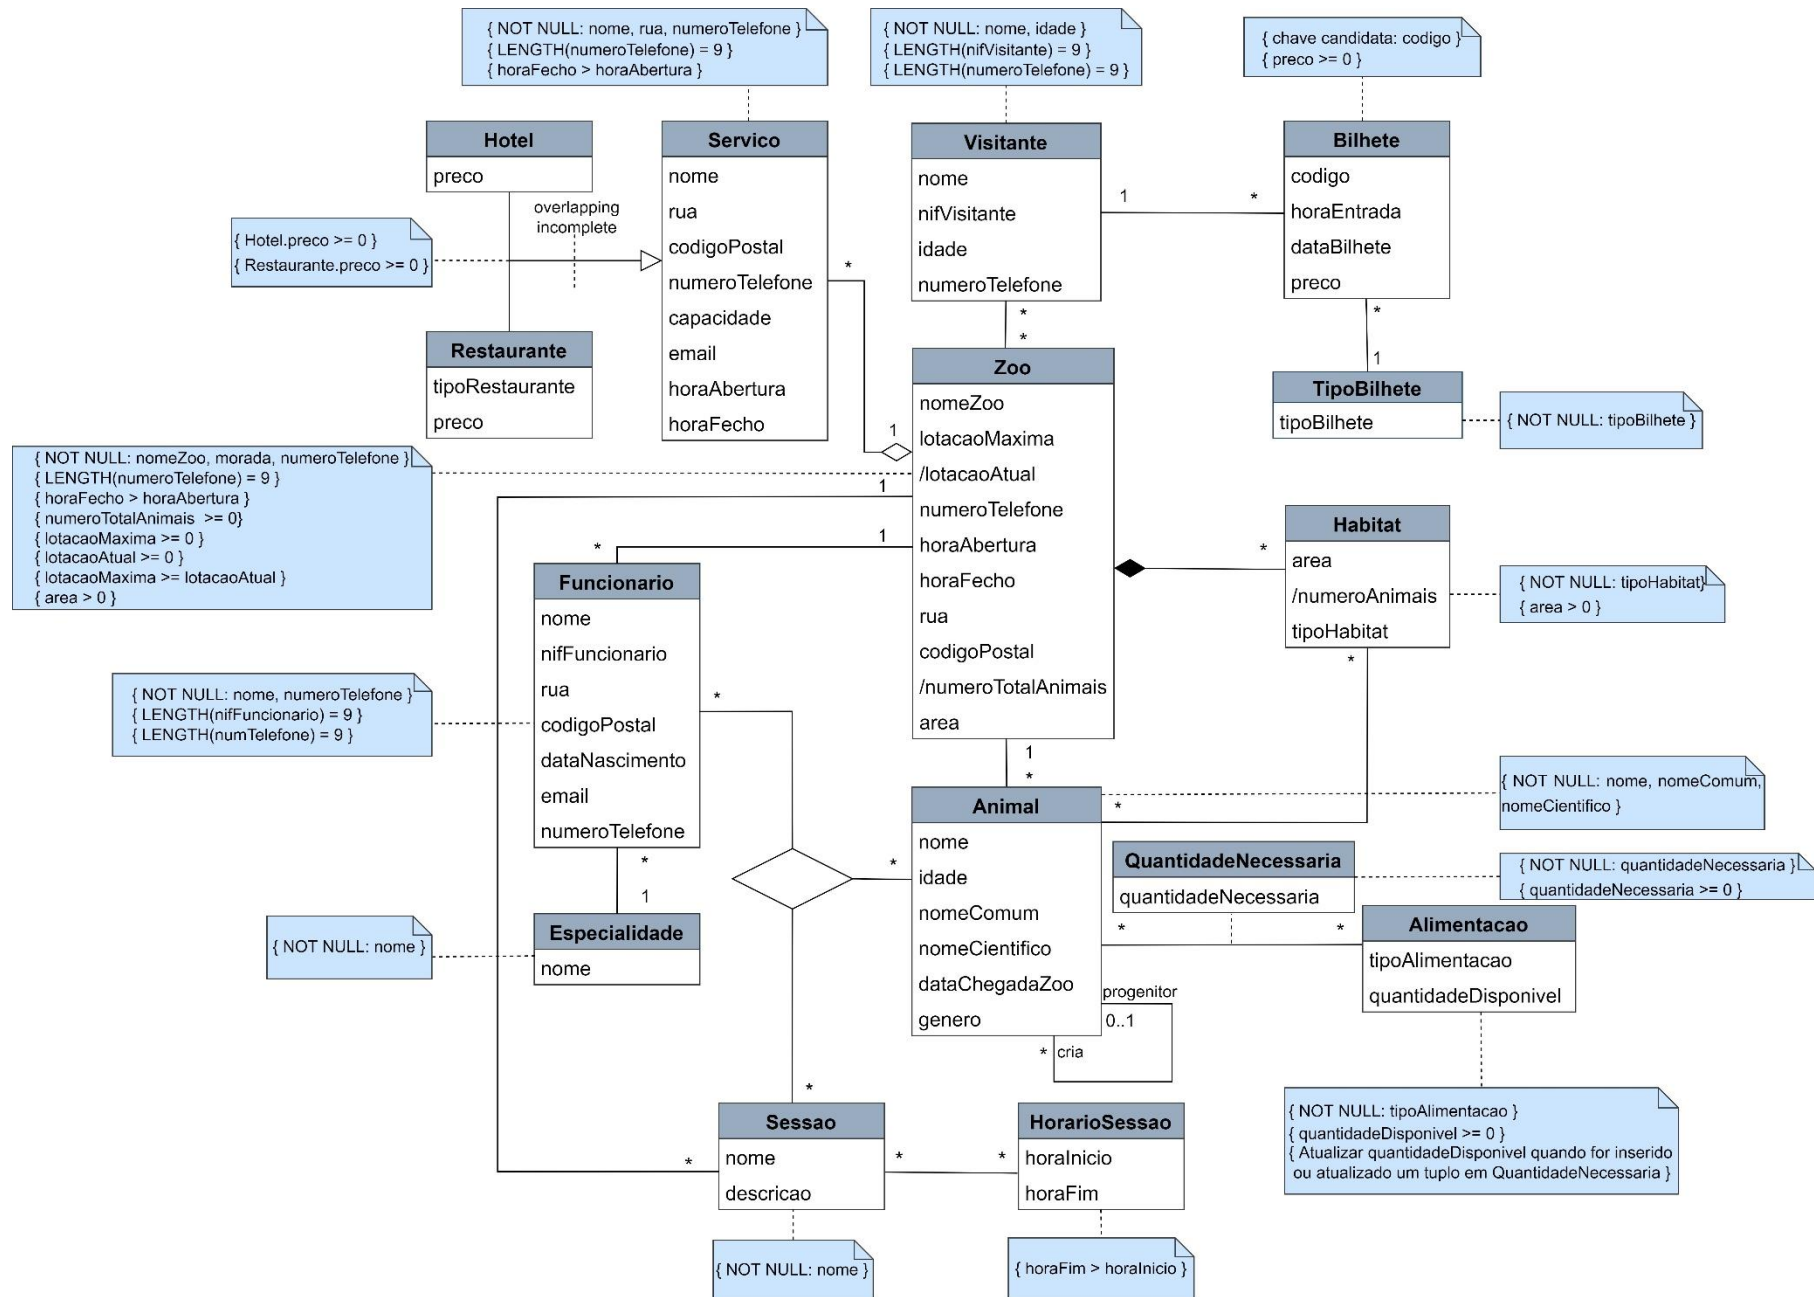 { NOT NULL: nome, rua, numeroTelefone }
{ LENGTH(numeroTelefone) = 9 }
{ horaFecho > horaAbertura }
{ NOT NULL: nome, idade }
{ LENGTH(nifVisitante) = 9 }
{ LENGTH(numeroTelefone) = 9 }
{ chave candidata: codigo }
{ preco >= 0 }
Hotel
preco
overlapping
incomplete
{ Hotel.preco >= 0 }
{ Restaurante.preco >= 0 }
Restaurante
tipoRestaurante
preco
Servico
nome
rua
codigoPostal
numeroTelefone
capacidade
email
horaAbertura
horaFecho
*
1
Visitante
nome
nifVisitante
idade
numeroTelefone
1
*
*
*
Bilhete
codigo
horaEntrada
dataBilhete
preco
*
1
TipoBilhete
tipoBilhete
{ NOT NULL: tipoBilhete }
{ NOT NULL: nomeZoo, morada, numeroTelefone }
{ LENGTH(numeroTelefone) = 9 }
{ horaFecho > horaAbertura }
{ numeroTotalAnimais >= 0}
{ lotacaoMaxima >= 0 }
{ lotacaoAtual >= 0 }
{ lotacaoMaxima >= lotacaoAtual }
{ area > 0 }
Zoo
nomeZoo
lotacaoMaxima
/lotacaoAtual
numeroTelefone
horaAbertura
horaFecho
rua
codigoPostal
/numeroTotalAnimais
area
1
1
*
*
1
*
Habitat
area
/numeroAnimais
tipoHabitat
*
{ NOT NULL: tipoHabitat}
{ area > 0 }
Funcionario
nome
nifFuncionario
rua
codigoPostal
dataNascimento
email
numeroTelefone
*
*
1
{ NOT NULL: nome, numeroTelefone }
{ LENGTH(nifFuncionario) = 9 }
{ LENGTH(numTelefone) = 9 }
Especialidade
nome
{ NOT NULL: nome }
Animal
nome
idade
nomeComum
nomeCientifico
dataChegadaZoo
genero
*
*
{ NOT NULL: nome, nomeComum,
nomeCientifico }
QuantidadeNecessaria
quantidadeNecessaria
{ NOT NULL: quantidadeNecessaria }
{ quantidadeNecessaria >= 0 }
*
*
Alimentacao
tipoAlimentacao
quantidadeDisponivel
progenitor
0..1
*
cria
{ NOT NULL: tipoAlimentacao }
{ quantidadeDisponivel >= 0 }
{ Atualizar quantidadeDisponivel quando for inserido
ou atualizado um tuplo em QuantidadeNecessaria }
*
*
Sessao
nome
descricao
*
*
HorarioSessao
horaInicio
horaFim
{ NOT NULL: nome }
{ horaFim > horaInicio }